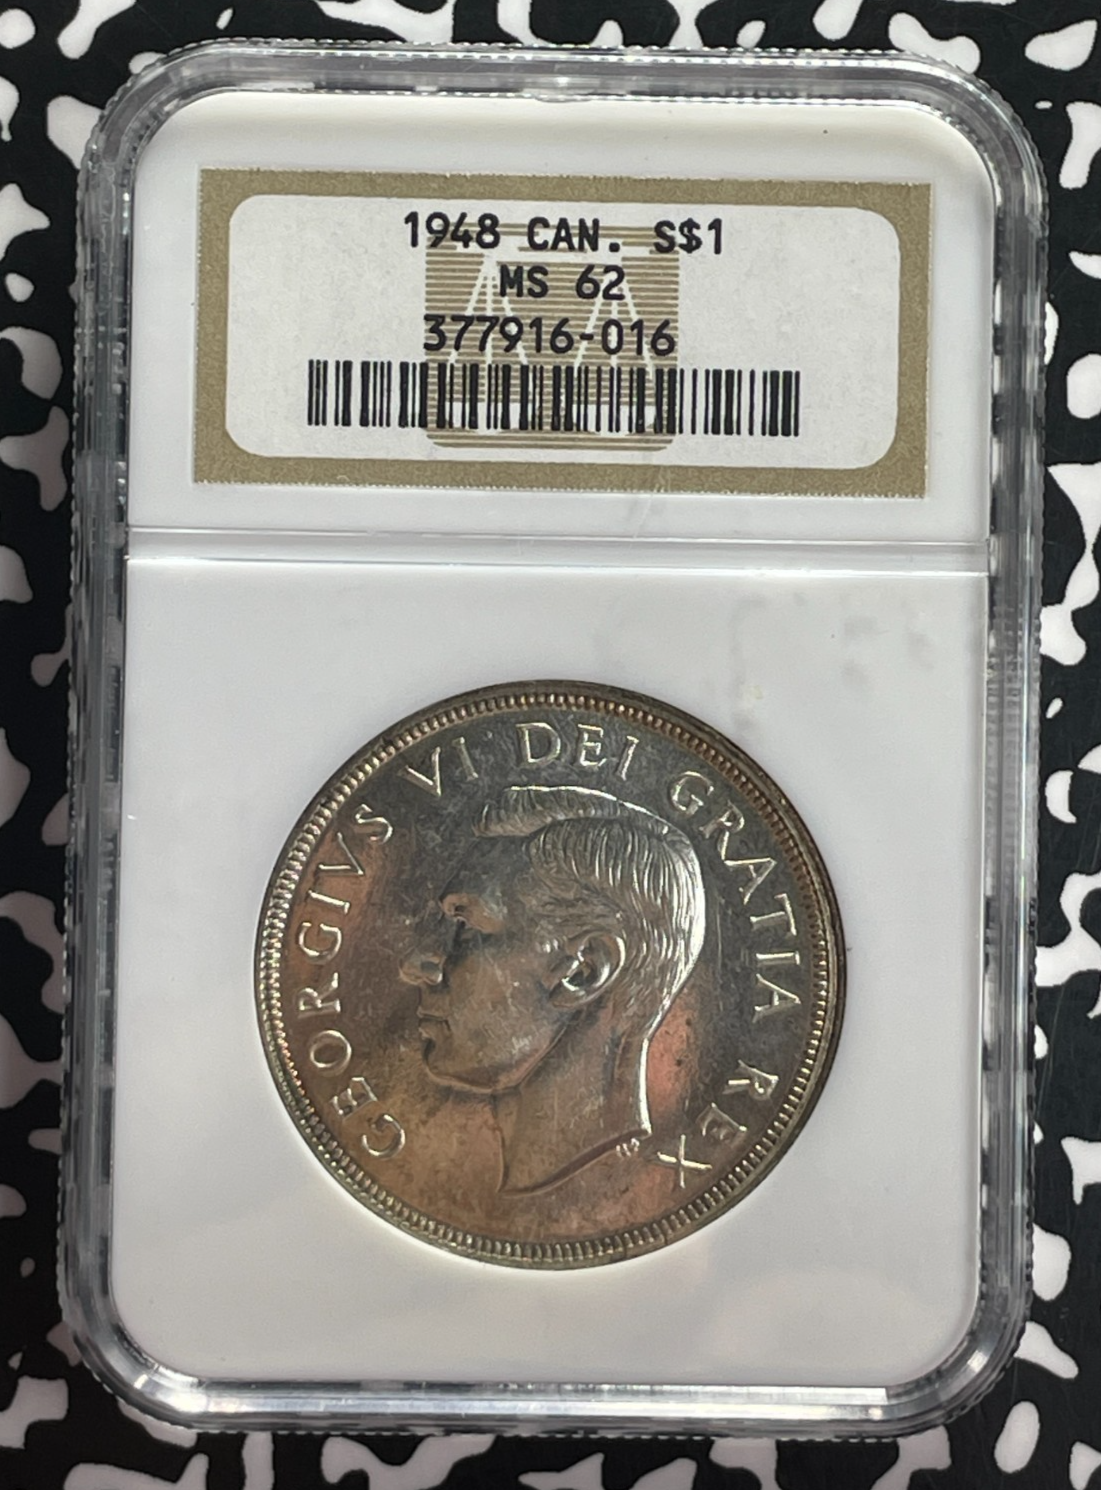 1948 CAN. S$1
MS 62
377916-016
GEORGIVS VI DEI GRATIA REX